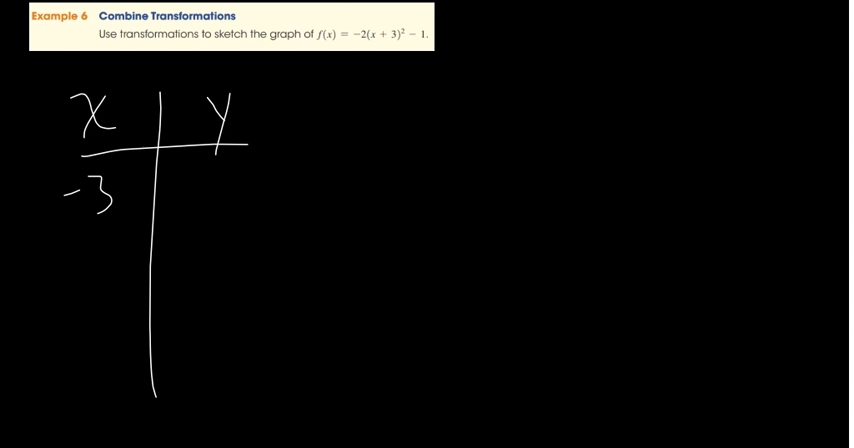 Example 6 Combine Transformations
Use transformations to sketch the graph of f(x) = −2(x + 3)² − 1.
x y
-3